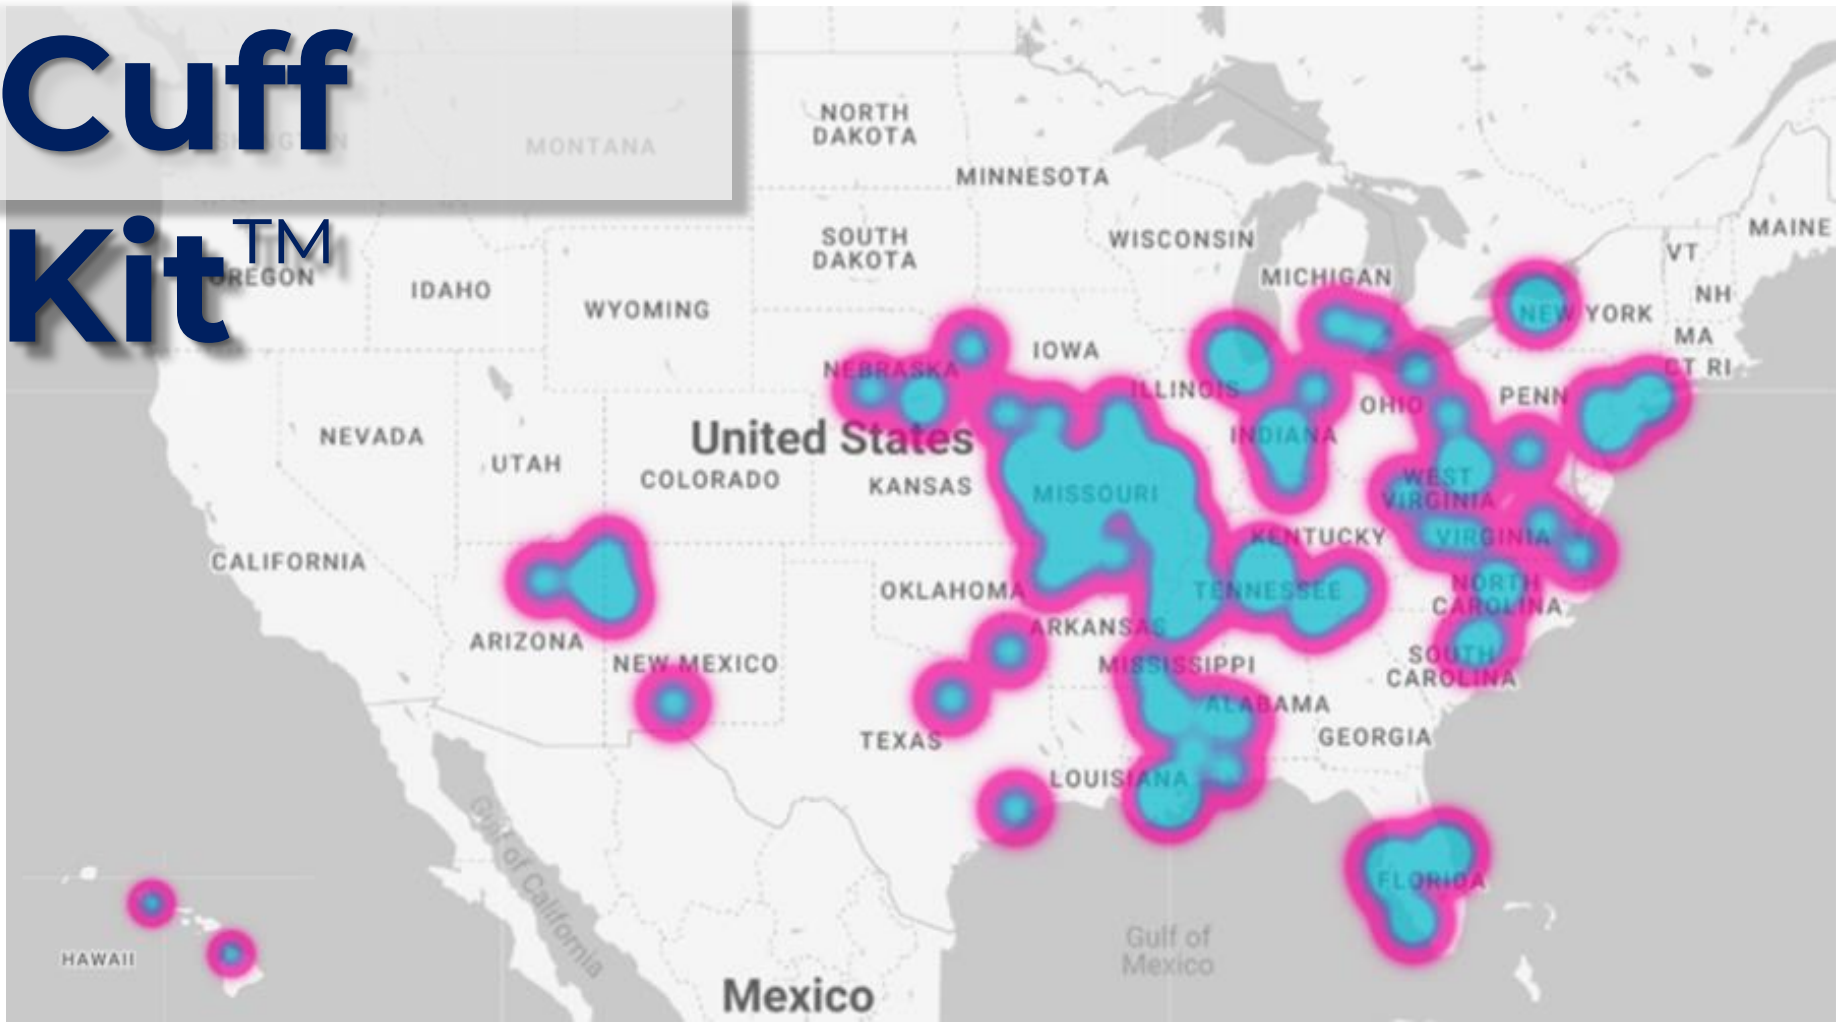 Cuff
Kit™
WASHINGTON
MONTANA
NORTH
DAKOTA
MINNESOTA
SOUTH
DAKOTA
WISCONSIN
MICHIGAN
MAINE
VT
NH
NEW YORK
MA
CT RI
OREGON
IDAHO
WYOMING
IOWA
NEBRASKA
ILLINOIS
PENN
OHIO
INDIANA
United States
NEVADA
UTAH
COLORADO
KANSAS
MISSOURI
WEST
VIRGINIA
KENTUCKY
VIRGINIA
CALIFORNIA
OKLAHOMA
TENNESSEE
NORTH
CAROLINA
ARKANSAS
ARIZONA
NEW MEXICO
MISSISSIPPI
SOUTH
CAROLINA
ALABAMA
TEXAS
GEORGIA
LOUISIANA
Gulf of California
FLORIDA
HAWAII
Gulf of
Mexico
Mexico